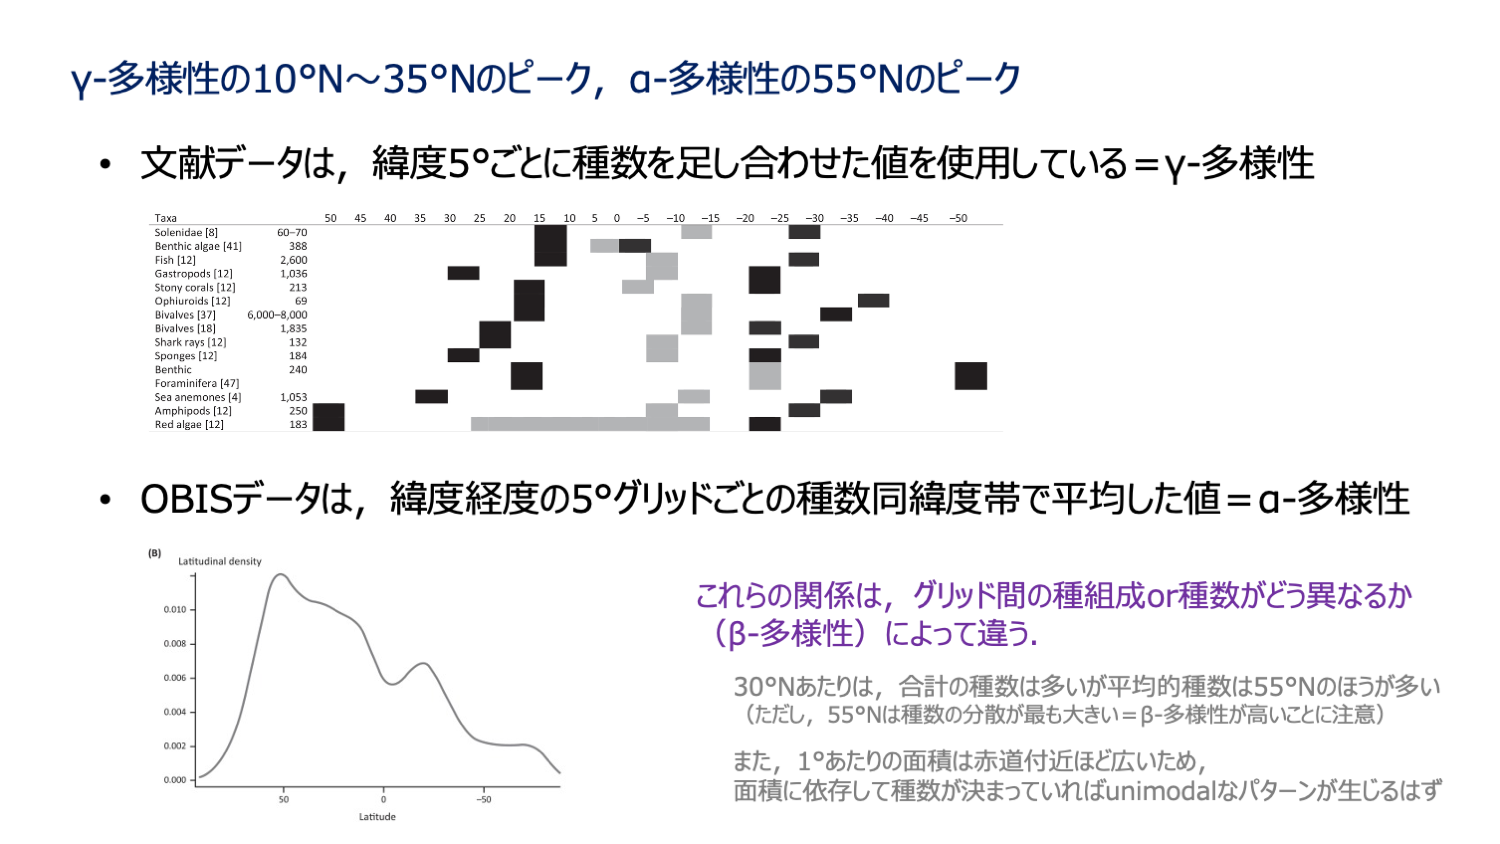 γ-多様性の10°N～35°Nのピーク，α-多様性の55°Nのピーク
• 文献データは，緯度5°ごとに種数を足し合わせた値を使用している＝γ-多様性
Taxa 50 45 40 35 30 25 20 15 10 5 0 −5 −10 −15 −20 −25 −30 −35 −40 −45 −50
Solenidae [8] 60–70
Benthic algae [41] 388
Fish [12] 2,600
Gastropods [12] 1,036
Stony corals [12] 213
Ophiuroids [12] 69
Bivalves [37] 6,000–8,000
Bivalves [18] 1,835
Shark rays [12] 132
Sponges [12] 184
Benthic 240
Foraminifera [47]
Sea anemones [4] 1,053
Amphipods [12] 250
Red algae [12] 183
• OBISデータは，緯度経度の5°グリッドごとの種数同緯度帯で平均した値＝α-多様性
(B)
Latitudinal density
0.010
0.008
0.006
0.004
0.002
0.000
50 0 −50
Latitude
これらの関係は，グリッド間の種組成or種数がどう異なるか
（β-多様性）によって違う．
30°Nあたりは，合計の種数は多いが平均的種数は55°Nのほうが多い
（ただし，55°Nは種数の分散が最も大きい＝β-多様性が高いことに注意）
また，1°あたりの面積は赤道付近ほど広いため，
面積に依存して種数が決まっていればunimodalなパターンが生じるはず